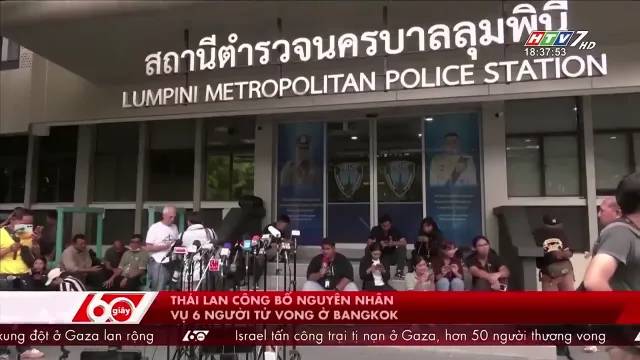 HTV7 HD
18:37:53
สถานีตำรวจนครบาลลุมพินี
LUMPINI METROPOLITAN POLICE STATION
60 giây
THÁI LAN CÔNG BỐ NGUYÊN NHÂN
VỤ 6 NGƯỜI TỬ VONG Ở BANGKOK
xung đột ở Gaza lan rộng Israel tấn công trại tị nạn ở Gaza, hơn 50 người thương vong